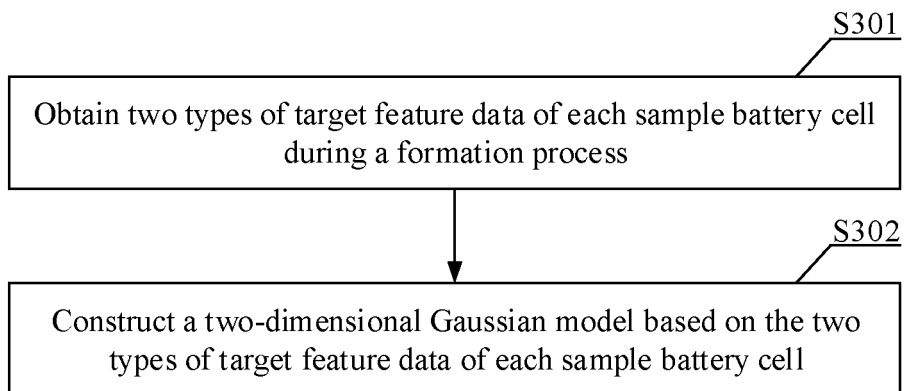 S301
Obtain two types of target feature data of each sample battery cell
during a formation process
S302
Construct a two-dimensional Gaussian model based on the two
types of target feature data of each sample battery cell